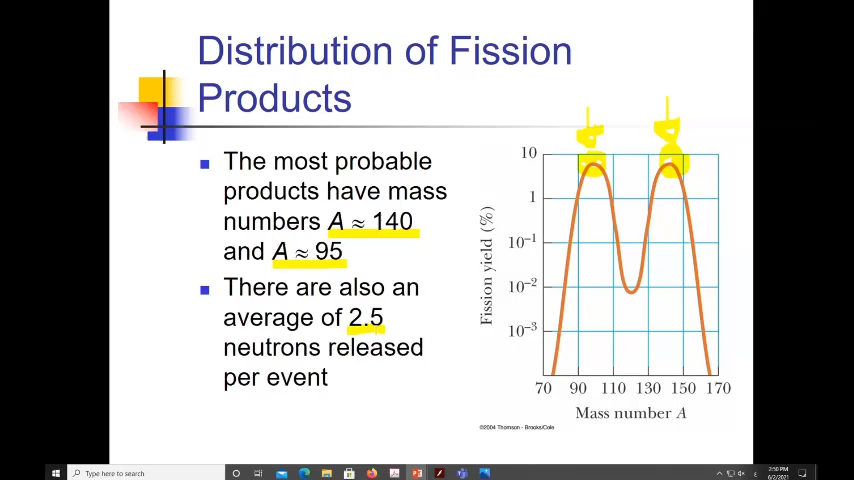 Distribution of Fission
Products
The most probable
products have mass
numbers A ≈ 140
and A ≈ 95
There are also an
average of 2.5
neutrons released
per event
10
1
10⁻¹
10⁻²
10⁻³
Fission yield (%)
70 90 110 130 150 170
Mass number A
©2004 Thomson - Brooks/Cole
Type here to search
2:50 PM
6/2/2021